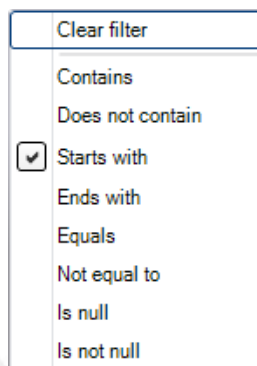 Clear filter
Contains
Does not contain
Starts with
Ends with
Equals
Not equal to
Is null
Is not null